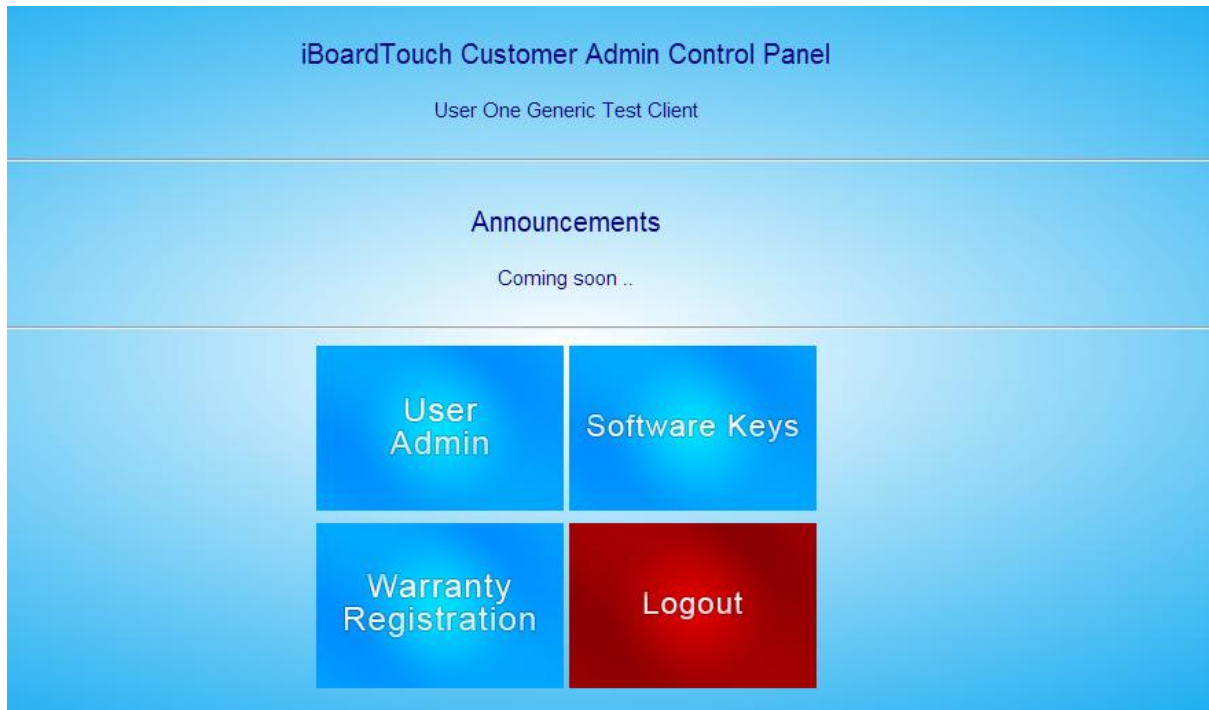 iBoardTouch Customer Admin Control Panel
User One Generic Test Client
Announcements
Coming soon ..
User
Admin
Software Keys
Warranty
Registration
Logout